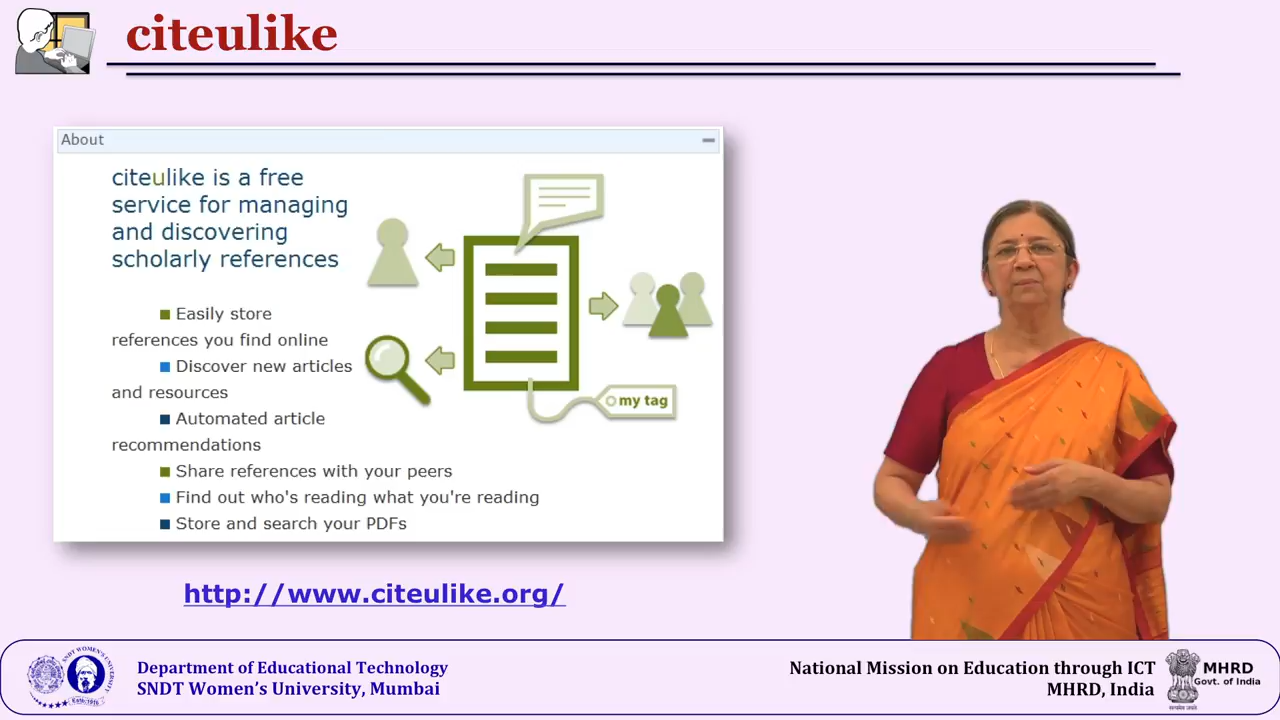 citeulike
About
citeulike is a free
service for managing
and discovering
scholarly references
Easily store
references you find online
Discover new articles
and resources
Automated article
recommendations
Share references with your peers
Find out who's reading what you're reading
Store and search your PDFs
my tag
http://www.citeulike.org/
Department of Educational Technology
SNDT Women's University, Mumbai
National Mission on Education through ICT
MHRD, India
MHRD
Govt. of India